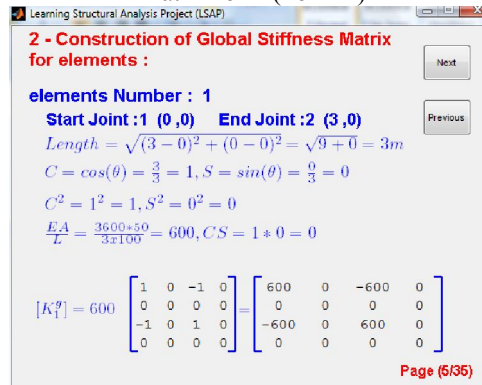 Learning Structural Analysis Project (LSAP)
2 - Construction of Global Stiffness Matrix
for elements :
Next
elements Number : 1
Start Joint :1 (0 ,0) End Joint :2 (3 ,0)
Previous
Length = √((3 − 0)² + (0 − 0)²) = √(9 + 0) = 3m
C = cos(θ) = 3/3 = 1, S = sin(θ) = 0/3 = 0
C² = 1² = 1, S² = 0² = 0
EA/L = 3600*50/3x100 = 600, CS = 1 * 0 = 0
1 0 -1 0 600 0 -600 0
0 0 0 0 0 0 0 0
[K₁ᵍ] = 600 =
-1 0 1 0 -600 0 600 0
0 0 0 0 0 0 0 0
Page (5/35)